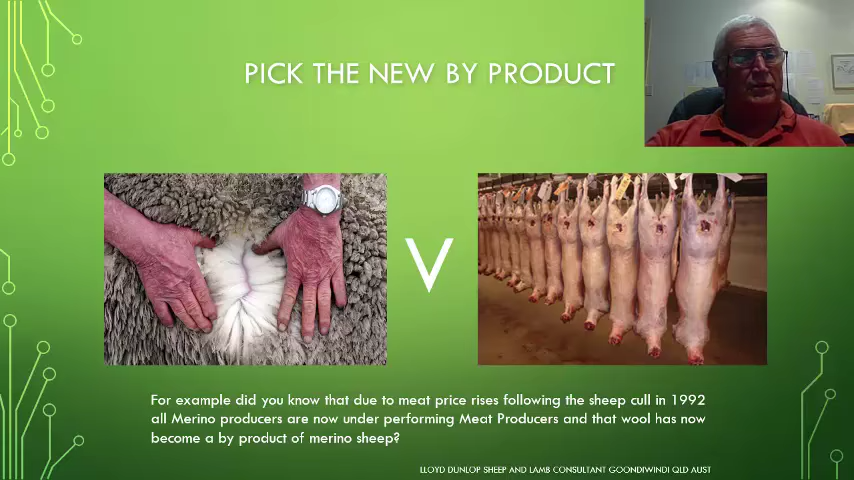 PICK THE NEW BY PRODUCT
V
For example did you know that due to meat price rises following the sheep cull in 1992
all Merino producers are now under performing Meat Producers and that wool has now
become a by product of merino sheep?
LLOYD DUNLOP SHEEP AND LAMB CONSULTANT GOONDIWINDI QLD AUST